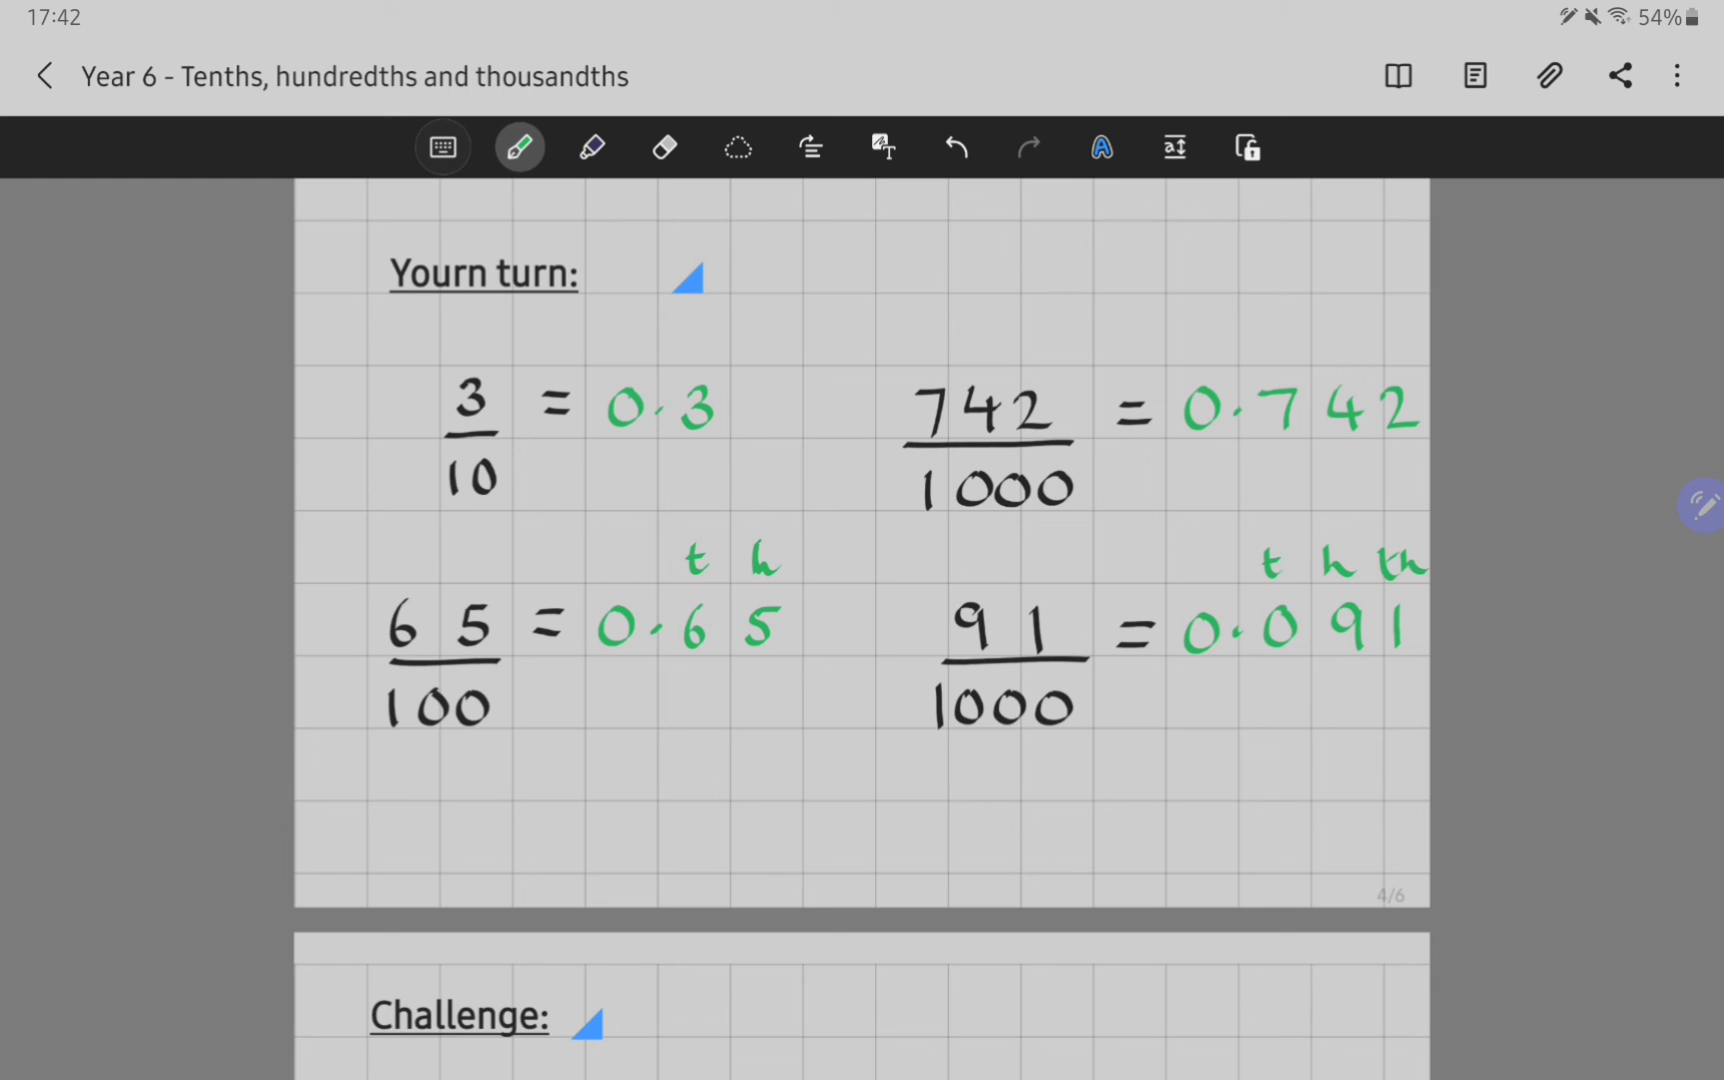 17:42 54%
Year 6 - Tenths, hundredths and thousandths
Yourn turn:
3/10 = 0.3
742/1000 = 0.742
t h
65/100 = 0.65
t h th
91/1000 = 0.091
4/6
Challenge: